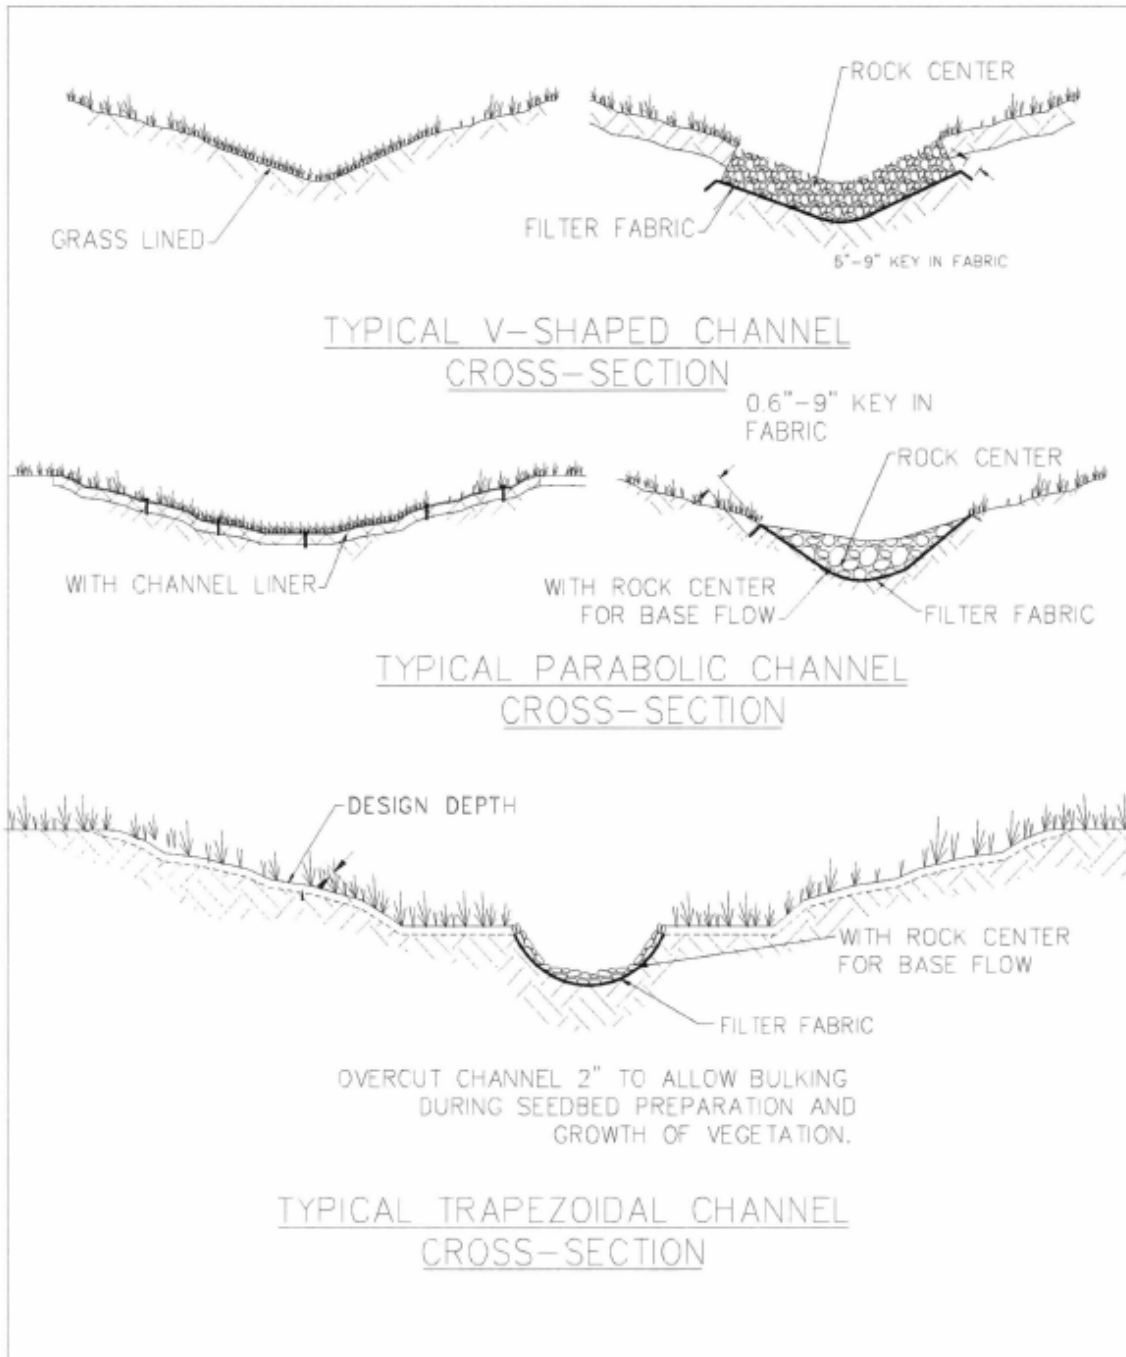 ROCK CENTER
GRASS LINED
FILTER FABRIC
6"-9" KEY IN FABRIC
TYPICAL V-SHAPED CHANNEL
CROSS-SECTION
0.6"-9" KEY IN
FABRIC
ROCK CENTER
WITH CHANNEL LINER
WITH ROCK CENTER
FOR BASE FLOW
FILTER FABRIC
TYPICAL PARABOLIC CHANNEL
CROSS-SECTION
DESIGN DEPTH
WITH ROCK CENTER
FOR BASE FLOW
FILTER FABRIC
OVERCUT CHANNEL 2" TO ALLOW BULKING
DURING SEEDBED PREPARATION AND
GROWTH OF VEGETATION.
TYPICAL TRAPEZOIDAL CHANNEL
CROSS-SECTION